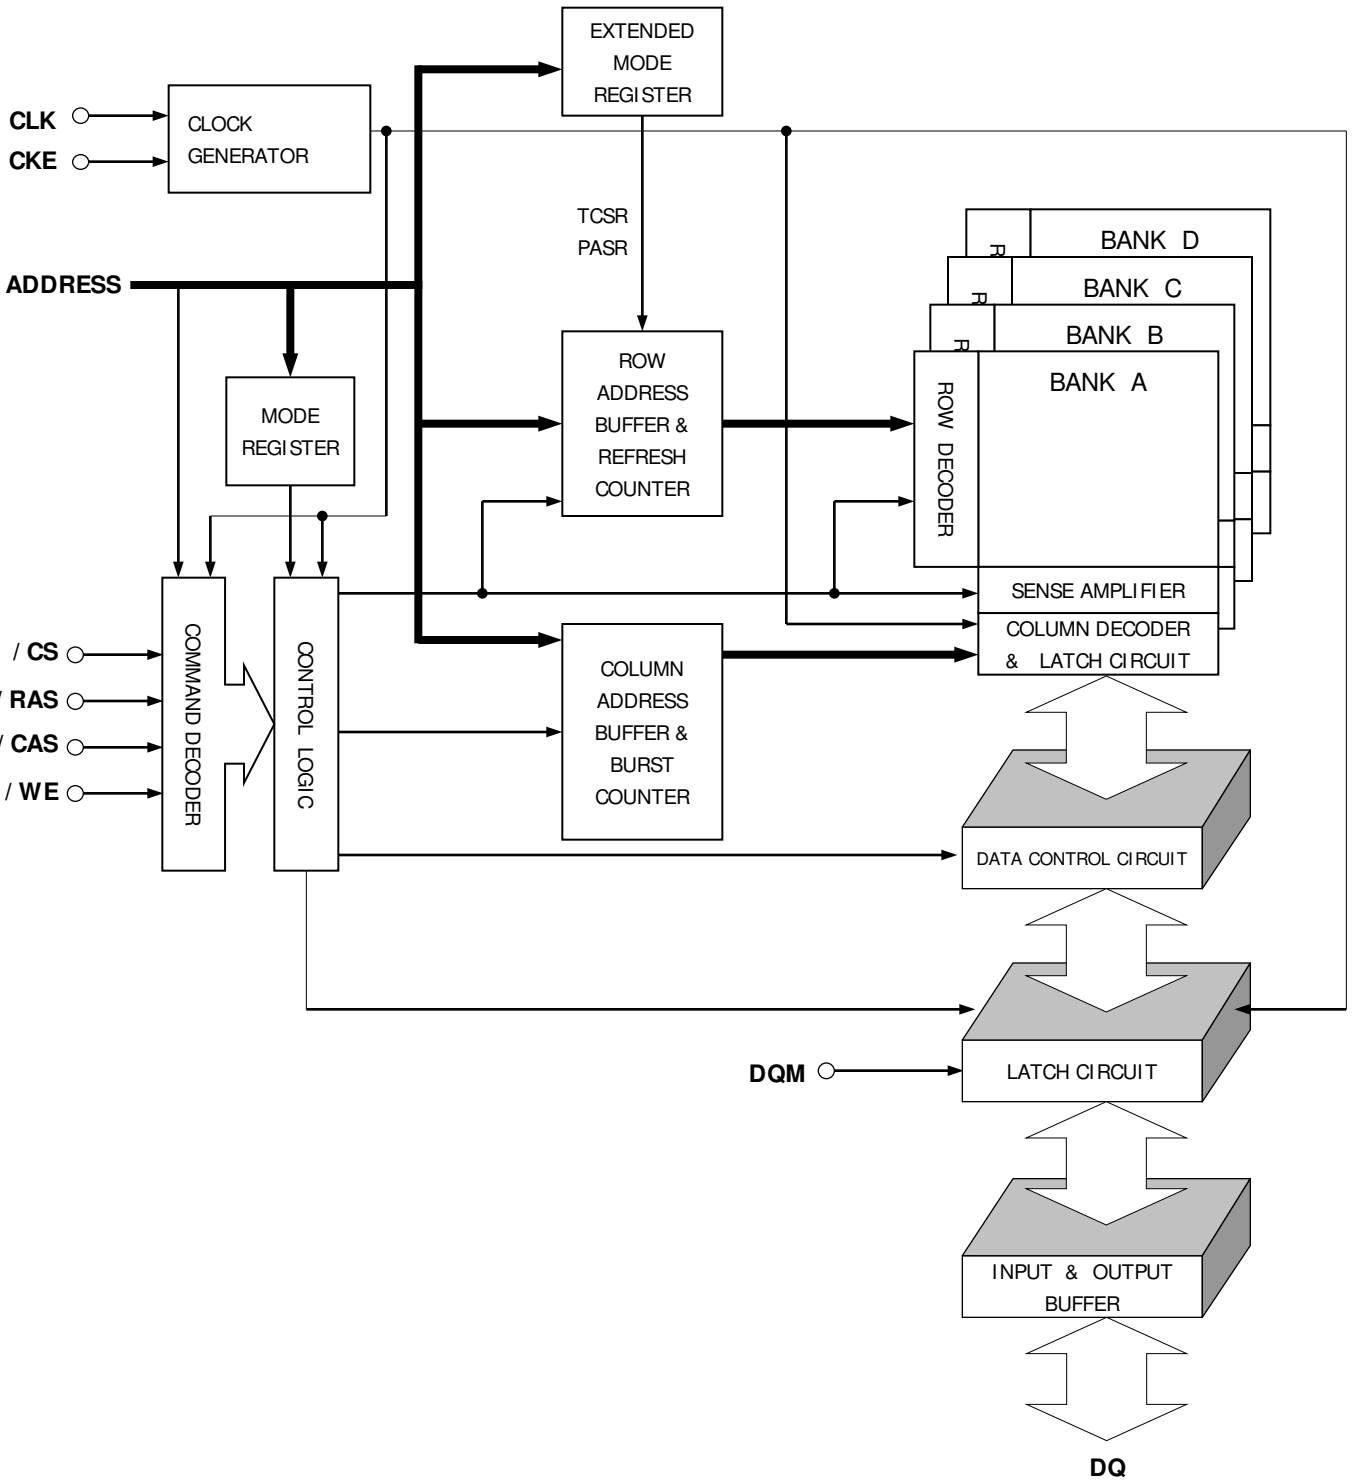 EXTENDED
MODE
REGISTER
CLK
CKE
CLOCK
GENERATOR
TCSR
PASR
ADDRESS
R
BANK D
R
BANK C
R
BANK B
BANK A
ROW DECODER
ROW
ADDRESS
BUFFER &
REFRESH
COUNTER
MODE
REGISTER
SENSE AMPLIFIER
COLUMN DECODER
& LATCH CIRCUIT
/ CS
/ RAS
/ CAS
/ WE
COMMAND DECODER
CONTROL LOGIC
COLUMN
ADDRESS
BUFFER &
BURST
COUNTER
DATA CONTROL CIRCUIT
DQM
LATCH CIRCUIT
INPUT & OUTPUT
BUFFER
DQ